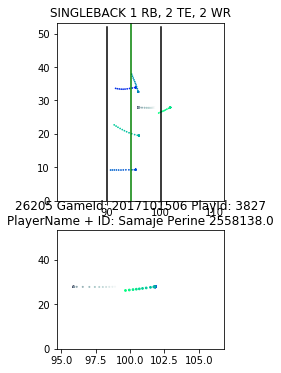 SINGLEBACK 1 RB, 2 TE, 2 WR
50
40
30
20
10
0
90 100 110
26205 GameId: 2017101506 PlayId: 3827
PlayerName + ID: Samaje Perine 2558138.0
40
20
0
95.0 97.5 100.0 102.5 105.0